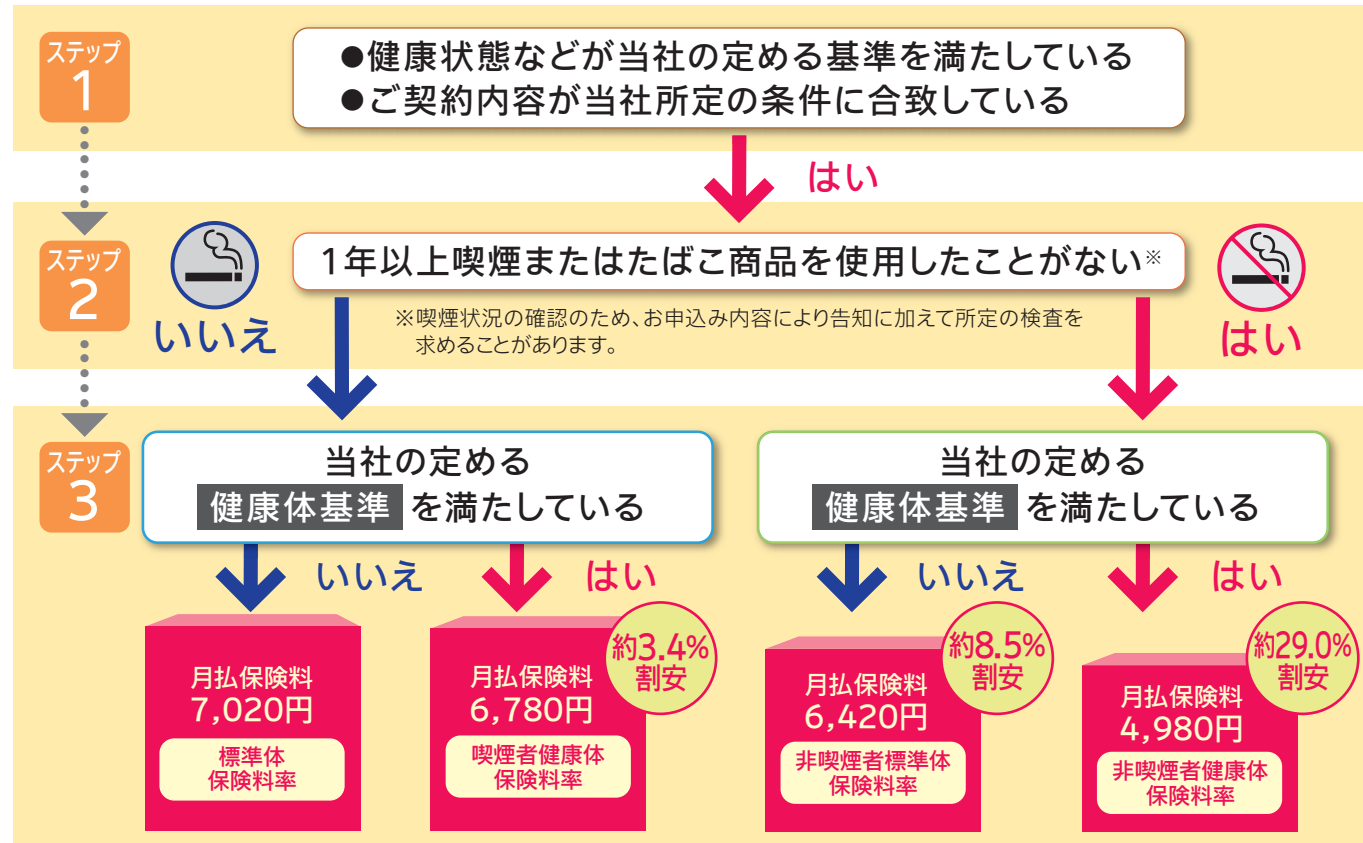 ステップ
1
●健康状態などが当社の定める基準を満たしている
●ご契約内容が当社所定の条件に合致している
はい
ステップ
2
いいえ
1年以上喫煙またはたばこ商品を使用したことがない※
※喫煙状況の確認のため、お申込み内容により告知に加えて所定の検査を
求めることがあります。
はい
ステップ
3
当社の定める
健康体基準 を満たしている
当社の定める
健康体基準 を満たしている
いいえ
はい
いいえ
はい
月払保険料
7,020円
標準体
保険料率
約3.4%
割安
月払保険料
6,780円
喫煙者健康体
保険料率
約8.5%
割安
月払保険料
6,420円
非喫煙者標準体
保険料率
約29.0%
割安
月払保険料
4,980円
非喫煙者健康体
保険料率